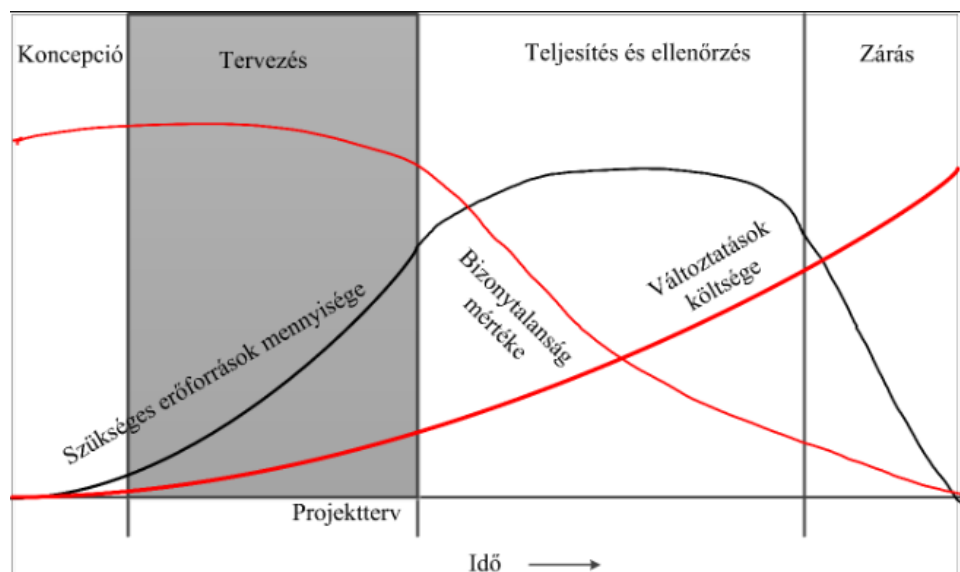 Koncepció
Tervezés
Teljesítés és ellenőrzés
Zárás
Szükséges erőforrások mennyisége
Bizonytalanság
mértéke
Változtatások
költsége
Projektterv
Idő